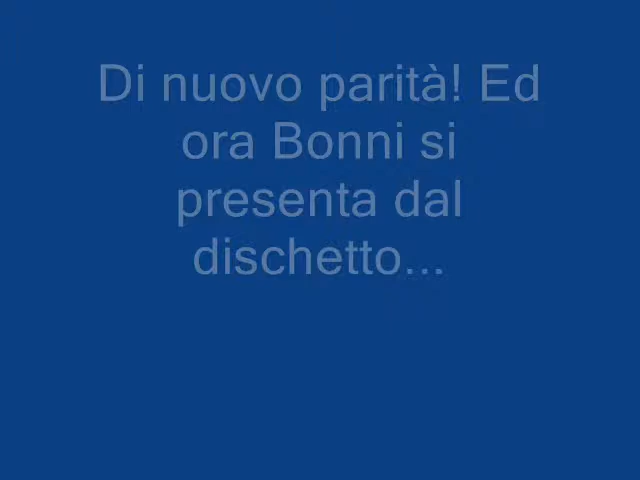 Di nuovo parità! Ed
ora Bonni si
presenta dal
dischetto...